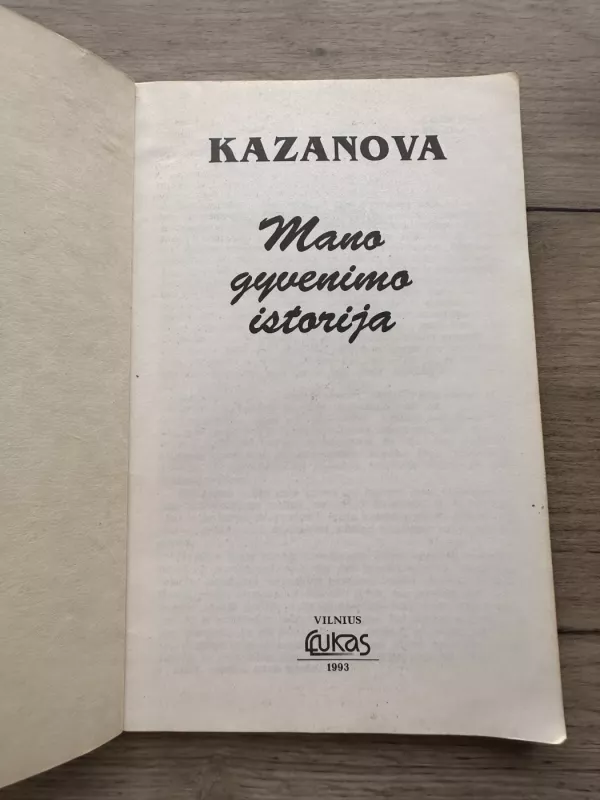 KAZANOVA
Mano
gyvenimo
istorija
VILNIUS
Lukas
1993